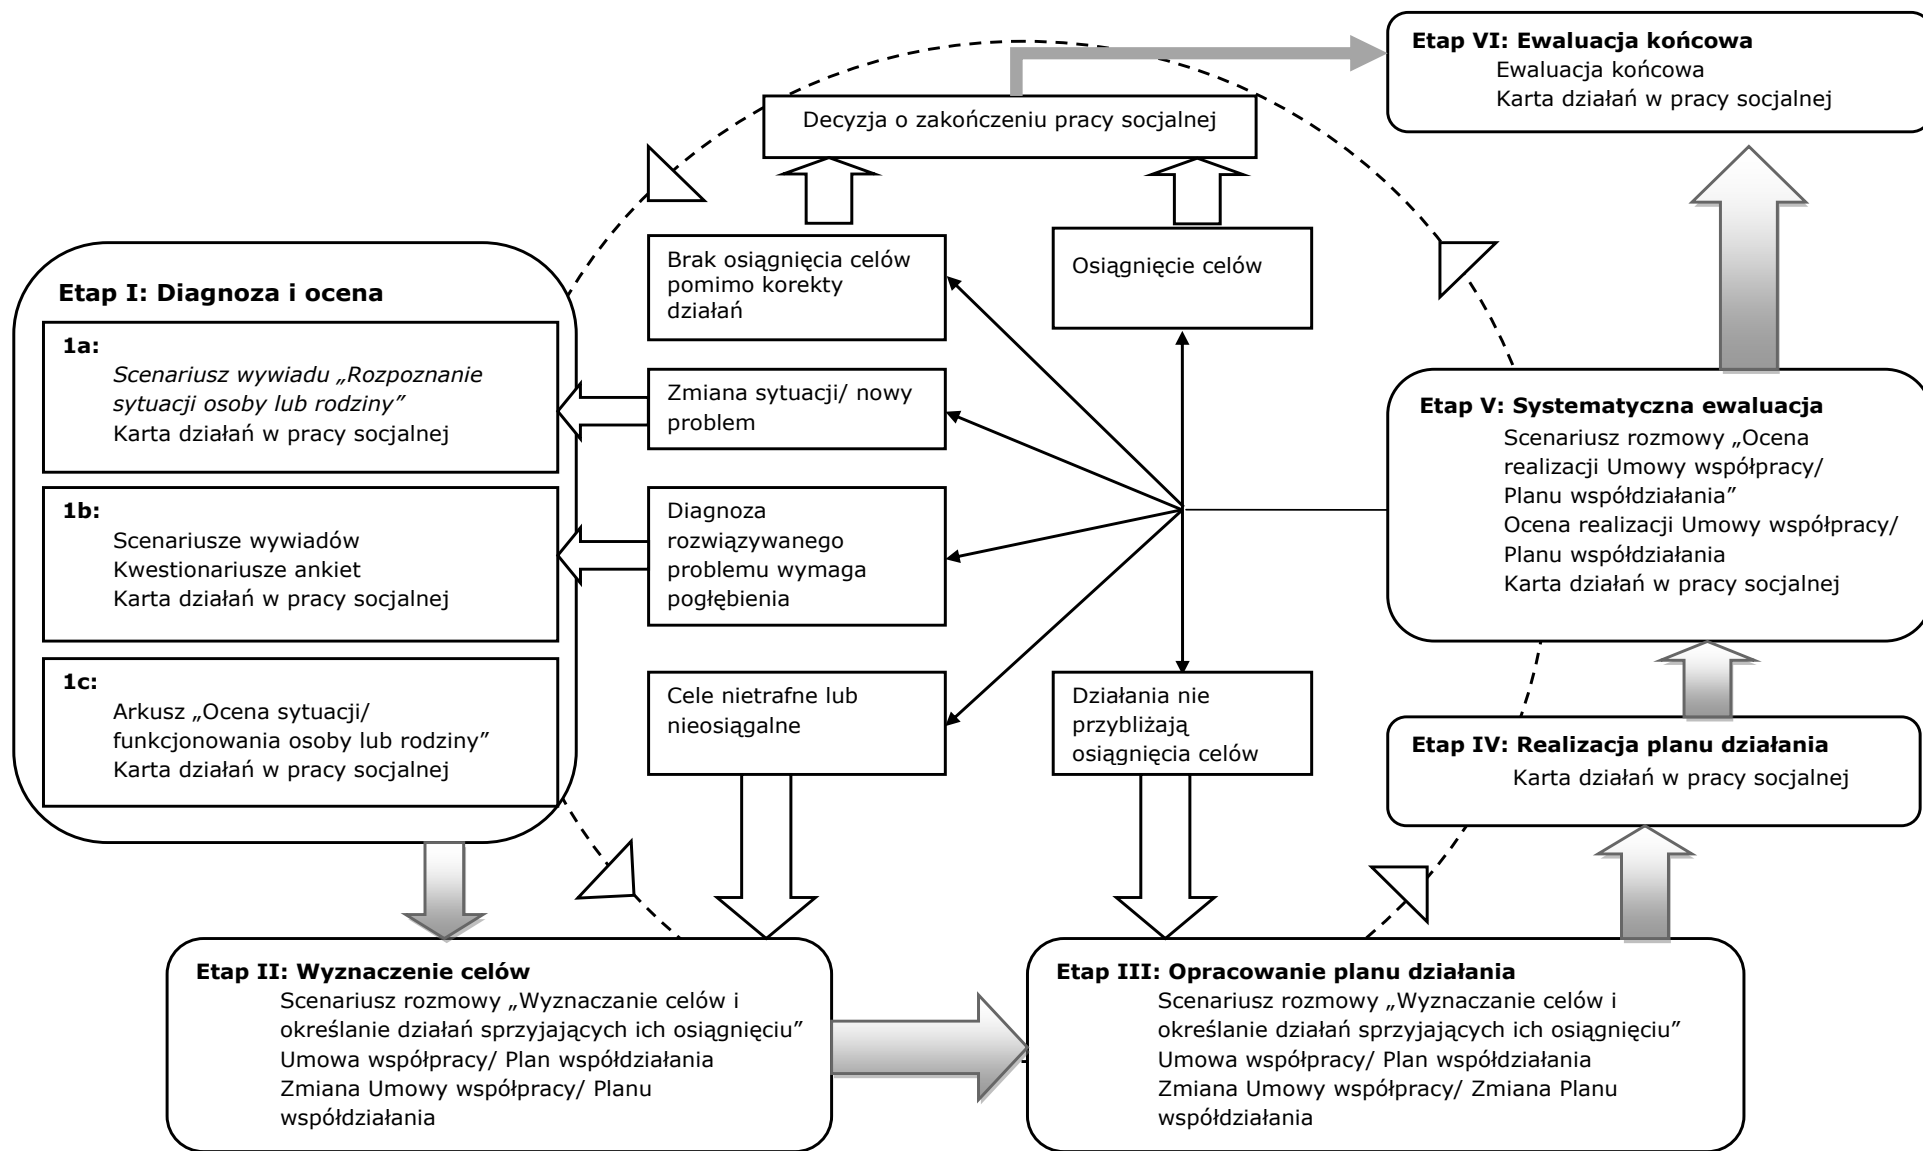 Etap VI: Ewaluacja końcowa
Ewaluacja końcowa
Karta działań w pracy socjalnej
Decyzja o zakończeniu pracy socjalnej
Brak osiągnięcia celów
pomimo korekty
działań
Osiągnięcie celów
Etap I: Diagnoza i ocena
1a:
Scenariusz wywiadu „Rozpoznanie
sytuacji osoby lub rodziny”
Karta działań w pracy socjalnej
1b:
Scenariusze wywiadów
Kwestionariusze ankiet
Karta działań w pracy socjalnej
1c:
Arkusz „Ocena sytuacji/
funkcjonowania osoby lub rodziny”
Karta działań w pracy socjalnej
Zmiana sytuacji/ nowy
problem
Diagnoza
rozwiązywanego
problemu wymaga
pogłębienia
Cele nietrafne lub
nieosiągalne
Działania nie
przybliżają
osiągnięcia celów
Etap V: Systematyczna ewaluacja
Scenariusz rozmowy „Ocena
realizacji Umowy współpracy/
Planu współdziałania”
Ocena realizacji Umowy współpracy/
Planu współdziałania
Karta działań w pracy socjalnej
Etap IV: Realizacja planu działania
Karta działań w pracy socjalnej
Etap II: Wyznaczenie celów
Scenariusz rozmowy „Wyznaczanie celów i
określanie działań sprzyjających ich osiągnięciu”
Umowa współpracy/ Plan współdziałania
Zmiana Umowy współpracy/ Planu
współdziałania
Etap III: Opracowanie planu działania
Scenariusz rozmowy „Wyznaczanie celów i
określanie działań sprzyjających ich osiągnięciu”
Umowa współpracy/ Plan współdziałania
Zmiana Umowy współpracy/ Zmiana Planu
współdziałania